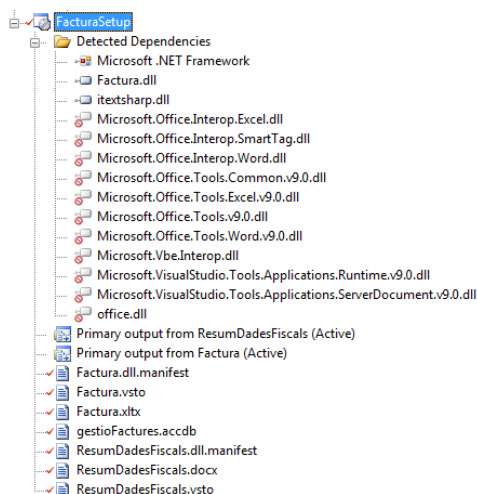 FacturaSetup
Detected Dependencies
Microsoft .NET Framework
Factura.dll
itextsharp.dll
Microsoft.Office.Interop.Excel.dll
Microsoft.Office.Interop.SmartTag.dll
Microsoft.Office.Interop.Word.dll
Microsoft.Office.Tools.Common.v9.0.dll
Microsoft.Office.Tools.Excel.v9.0.dll
Microsoft.Office.Tools.v9.0.dll
Microsoft.Office.Tools.Word.v9.0.dll
Microsoft.Vbe.Interop.dll
Microsoft.VisualStudio.Tools.Applications.Runtime.v9.0.dll
Microsoft.VisualStudio.Tools.Applications.ServerDocument.v9.0.dll
office.dll
Primary output from ResumDadesFiscals (Active)
Primary output from Factura (Active)
Factura.dll.manifest
Factura.vsto
Factura.xltx
gestioFactures.accdb
ResumDadesFiscals.dll.manifest
ResumDadesFiscals.docx
ResumDadesFiscals.vsto